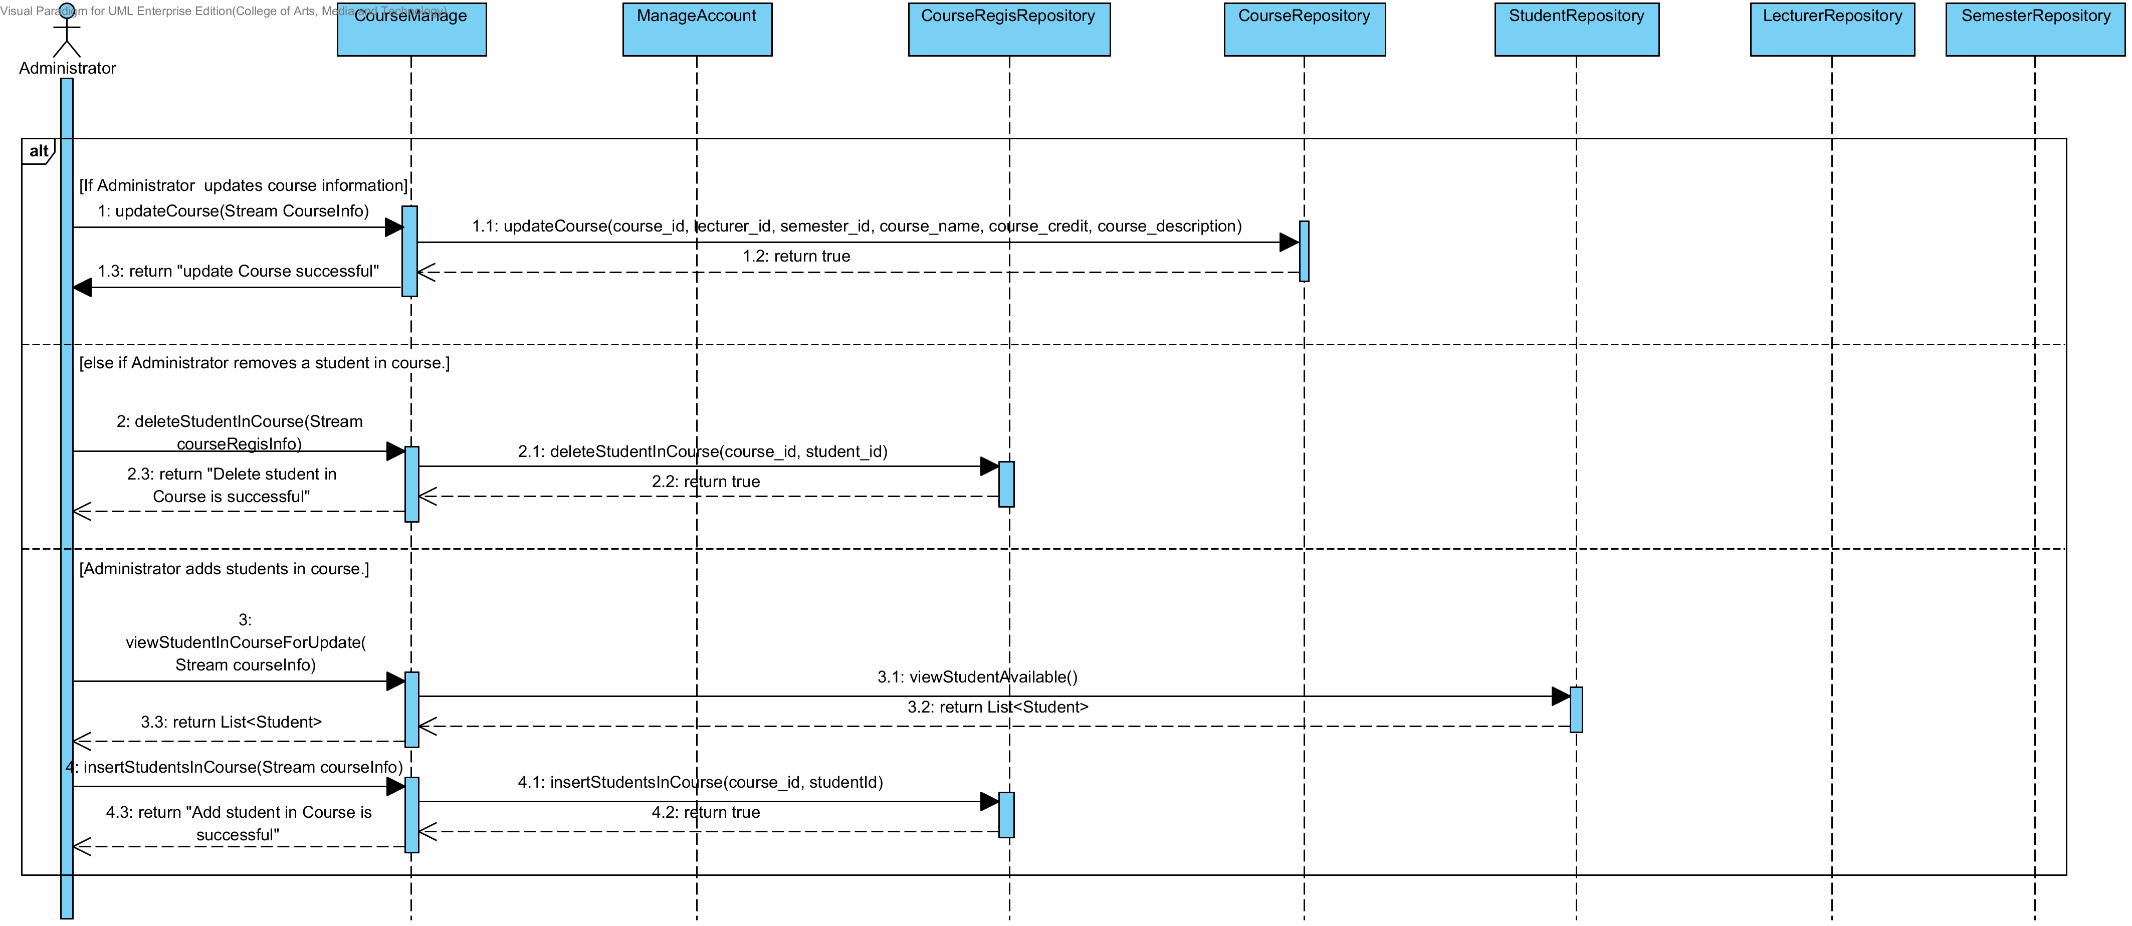 Visual Paradigm for UML Enterprise Edition(College of Arts, Media and Technology)
CourseManage
ManageAccount
CourseRegisRepository
CourseRepository
StudentRepository
LecturerRepository
SemesterRepository
Administrator
alt
[If Administrator  updates course information]
1: updateCourse(Stream CourseInfo)
1.1: updateCourse(course_id, lecturer_id, semester_id, course_name, course_credit, course_description)
1.2: return true
1.3: return "update Course successful"
[else if Administrator removes a student in course.]
2: deleteStudentInCourse(Stream
courseRegisInfo)
2.1: deleteStudentInCourse(course_id, student_id)
2.2: return true
2.3: return "Delete student in
Course is successful"
[Administrator adds students in course.]
3:
viewStudentInCourseForUpdate(
Stream courseInfo)
3.1: viewStudentAvailable()
3.2: return List<Student>
3.3: return List<Student>
4: insertStudentsInCourse(Stream courseInfo)
4.1: insertStudentsInCourse(course_id, studentId)
4.2: return true
4.3: return "Add student in Course is
successful"